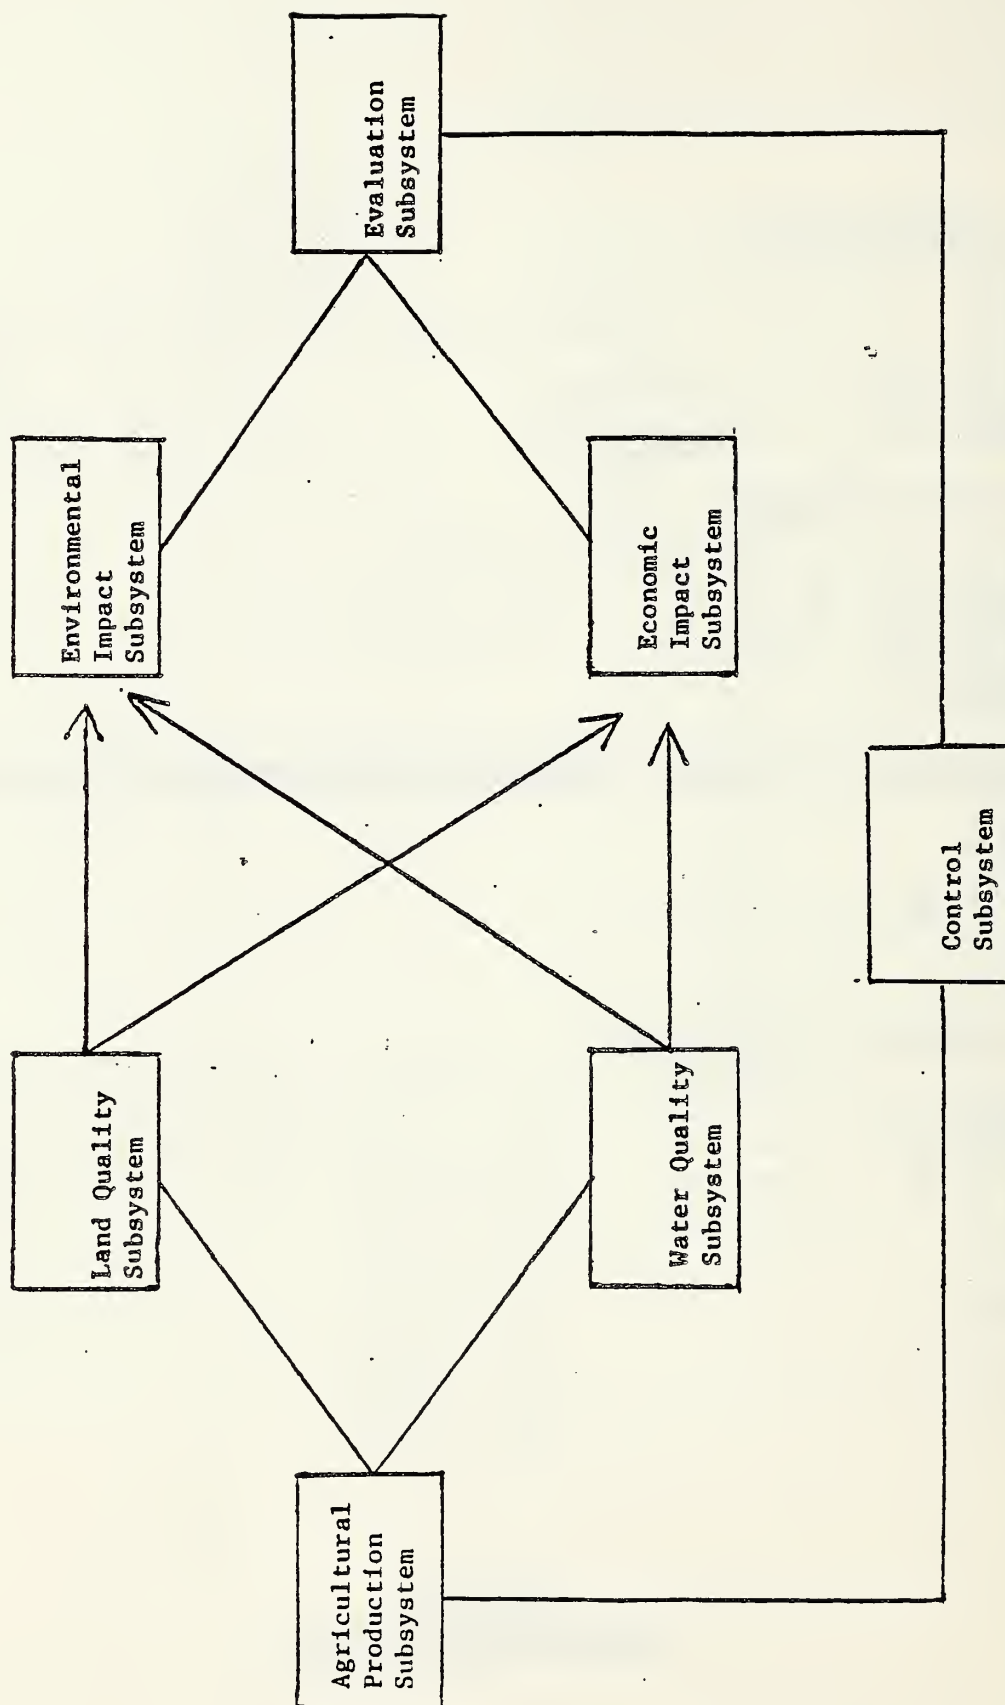 Agricultural
Production
Subsystem
Land Quality
Subsystem
Water Quality
Subsystem
Environmental
Impact
Subsystem
Economic
Impact
Subsystem
Evaluation
Subsystem
Control
Subsystem